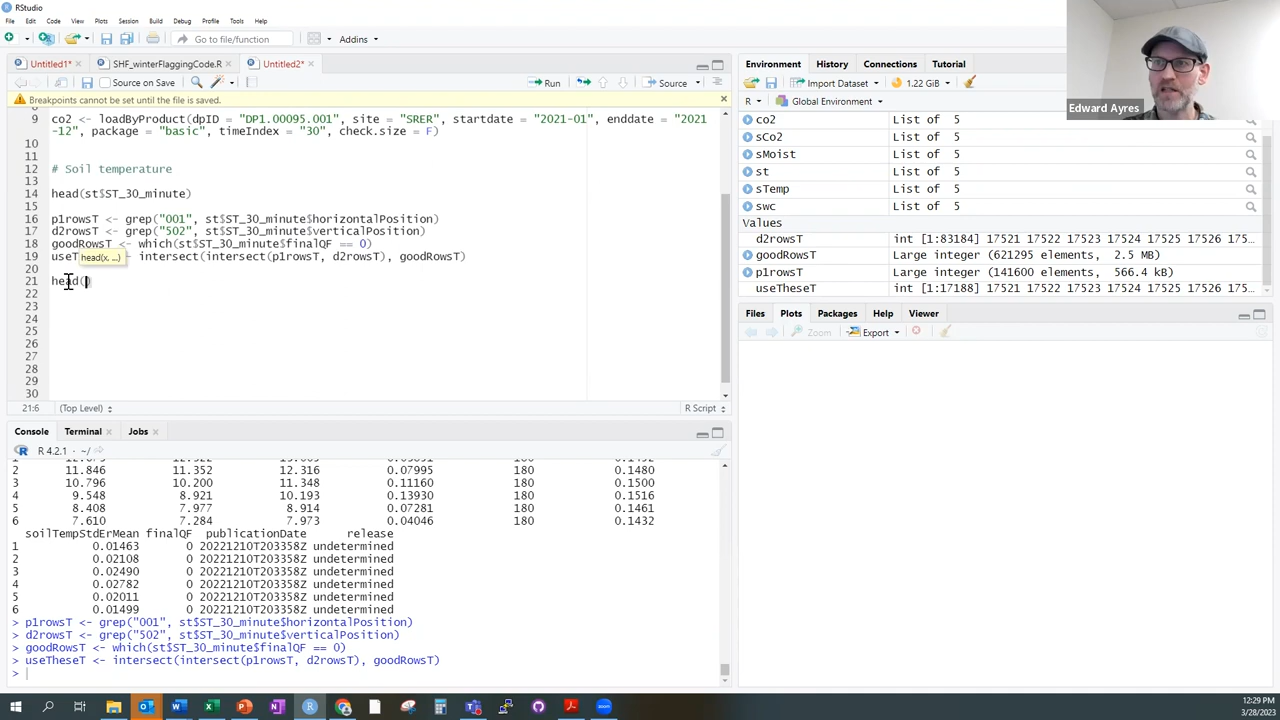 RStudio
File Edit Code View Plots Session Build Debug Profile Tools Help
Go to file/function Addins
Untitled1* SHF_winterFlaggingCode.R Untitled2*
Source on Save Run Source
Breakpoints cannot be set until the file is saved.
9 co2 <- loadByProduct(dpID = "DP1.00095.001", site = "SRER", startdate = "2021-01", enddate = "2021
-12", package = "basic", timeIndex = "30", check.size = F)
10
11
12 # Soil temperature
13
14 head(st$ST_30_minute)
15
16 p1rowsT <- grep("001", st$ST_30_minute$horizontalPosition)
17 d2rowsT <- grep("502", st$ST_30_minute$verticalPosition)
18 goodRowsT <- which(st$ST_30_minute$finalQF == 0)
19 useT intersect(intersect(p1rowsT, d2rowsT), goodRowsT)
head(x, ...)
20
21 head()
22
23
24
25
26
27
28
29
30
21:6 (Top Level) R Script
Console Terminal Jobs
R 4.2.1 · ~/
2 11.846 11.352 12.316 0.07995 180 0.1480
3 10.796 10.200 11.348 0.11160 180 0.1500
4 9.548 8.921 10.193 0.13930 180 0.1516
5 8.408 7.977 8.914 0.07281 180 0.1461
6 7.610 7.284 7.973 0.04046 180 0.1432
soilTempStdErMean finalQF publicationDate release
1 0.01463 0 20221210T203358Z undetermined
2 0.02108 0 20221210T203358Z undetermined
3 0.02490 0 20221210T203358Z undetermined
4 0.02782 0 20221210T203358Z undetermined
5 0.02011 0 20221210T203358Z undetermined
6 0.01499 0 20221210T203358Z undetermined
> p1rowsT <- grep("001", st$ST_30_minute$horizontalPosition)
> d2rowsT <- grep("502", st$ST_30_minute$verticalPosition)
> goodRowsT <- which(st$ST_30_minute$finalQF == 0)
> useTheseT <- intersect(intersect(p1rowsT, d2rowsT), goodRowsT)
>
Environment History Connections Tutorial
Import Dataset 1.22 GiB
R Global Environment
co2 List of 5
sCo2 List of 5
sMoist List of 5
st List of 5
sTemp List of 5
swc List of 5
Values
d2rowsT int [1:83184] 17521 17522 17523 17524 17525 17526 155…
goodRowsT Large integer (621295 elements, 2.5 MB)
p1rowsT Large integer (141600 elements, 566.4 kB)
useTheseT int [1:17188] 17521 17522 17523 17524 17525 17526 155…
Files Plots Packages Help Viewer
Zoom Export
Edward Ayres
12:29 PM
3/28/2023